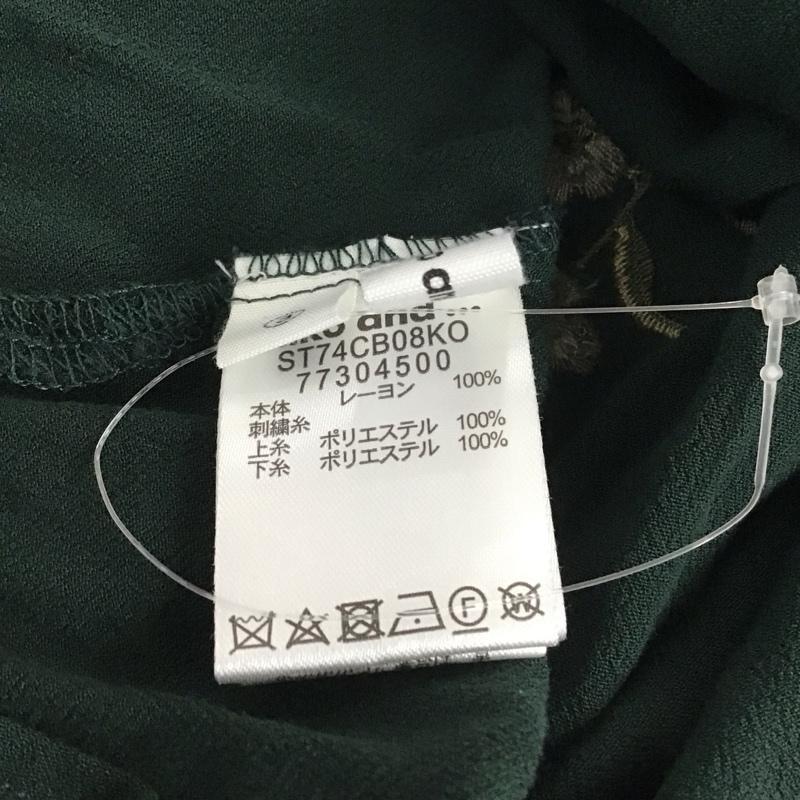 and ...
ST74CB08KO
77304500
本体 レーヨン 100%
刺繍糸
上糸 ポリエステル 100%
下糸 ポリエステル 100%
F
W